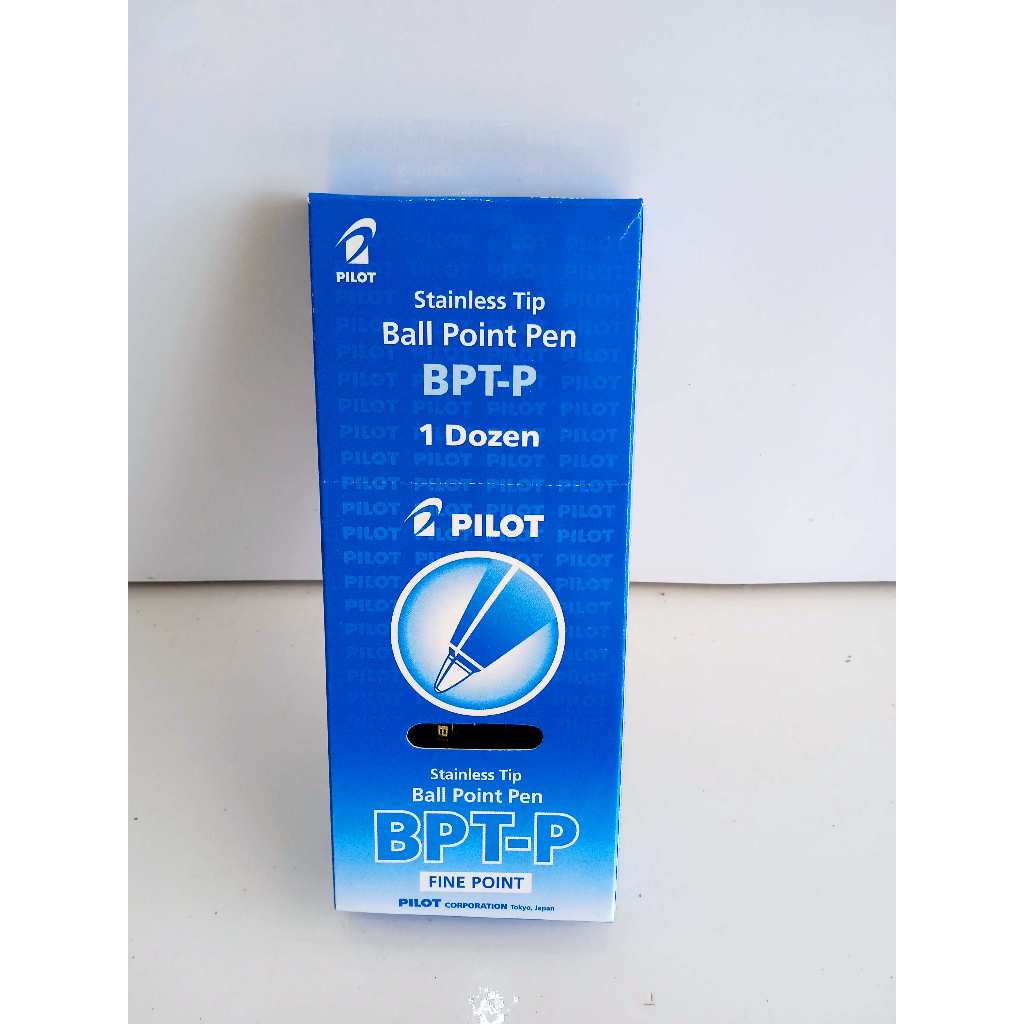 PILOT
Stainless Tip
Ball Point Pen
BPT-P
1 Dozen
PILOT
Stainless Tip
Ball Point Pen
BPT-P
FINE POINT
PILOT CORPORATION Tokyo, Japan